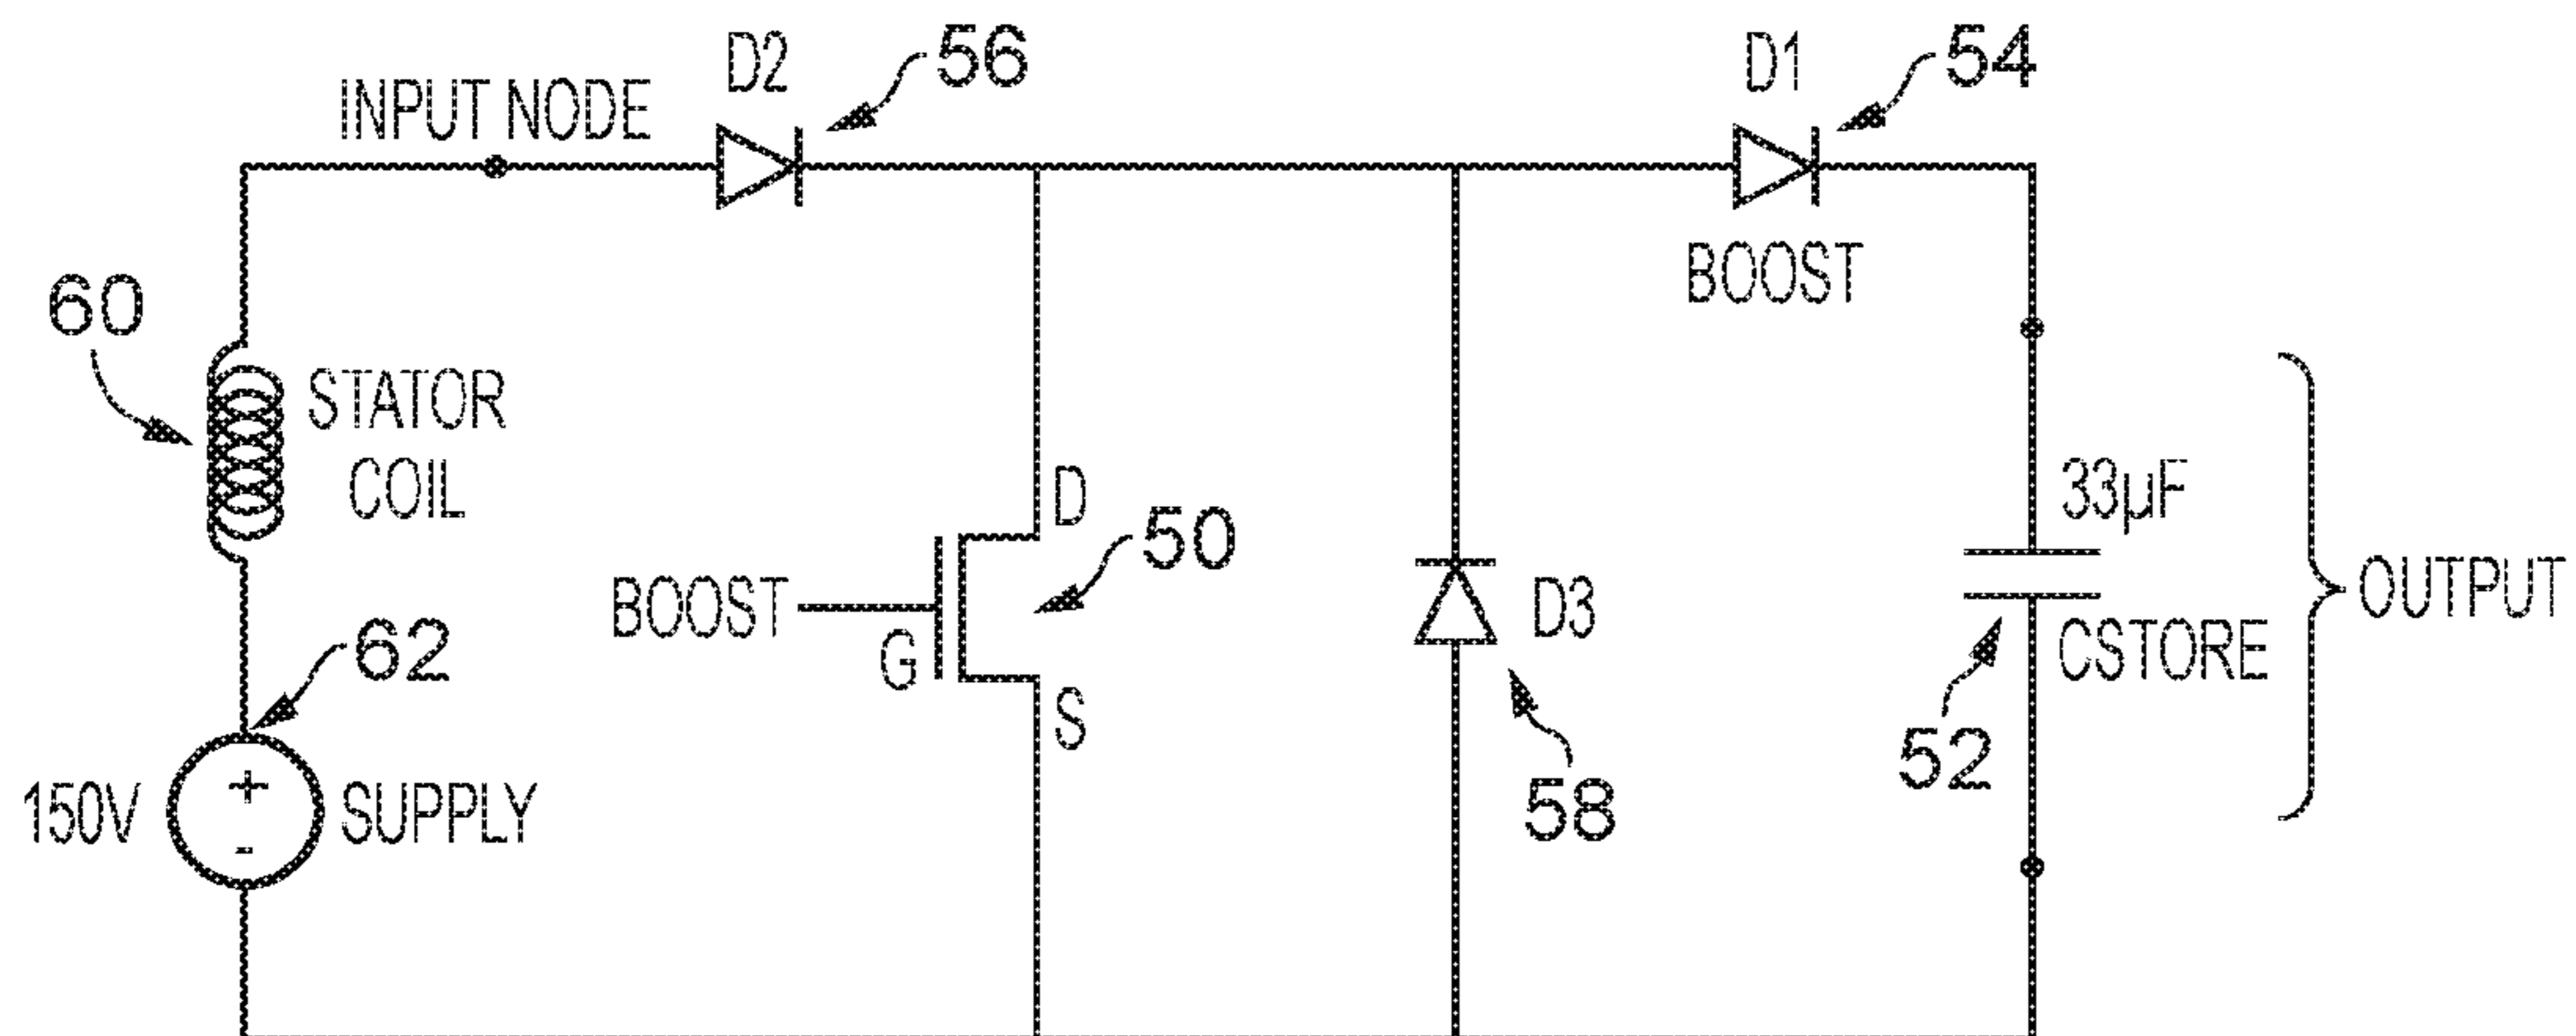 D2
56
D1
54
INPUT NODE
BOOST
60
STATOR
COIL
D
33µF
50
BOOST
G
D3
OUTPUT
62
S
CSTORE
52
150V
+
-
SUPPLY
58